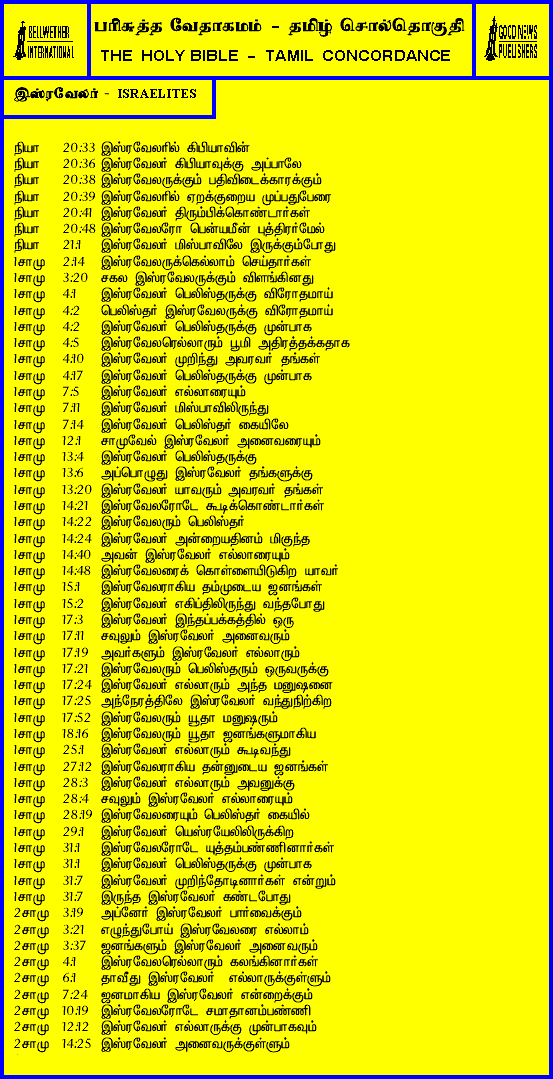 BELLWETHER INTERNATIONAL
பரிசுத்த வேதாகமம் - தமிழ் சொல்தொகுதி
THE HOLY BIBLE - TAMIL CONCORDANCE
GOOD NEWS PUBLISHERS
இஸ்ரவேலர் - ISRAELITES
நியா 20:33 இஸ்ரவேலரில் கிபியாவின்
நியா 20:36 இஸ்ரவேலர் கிபியாவுக்கு அப்பாலே
நியா 20:38 இஸ்ரவேலருக்கும் பதிவிடைக்காரக்கும்
நியா 20:39 இஸ்ரவேலரில் ஏறக்குறைய முப்பதுபேரை
நியா 20:41 இஸ்ரவேலர் திரும்பிக்கொண்டார்கள்
நியா 20:48 இஸ்ரவேலரோ பென்யமீன் புத்திரர்மேல்
நியா 21:1 இஸ்ரவேலர் மிஸ்பாவிலே இருக்கும்போது
1சாமு 2:14 இஸ்ரவேலருக்கெல்லாம் செய்தார்கள்
1சாமு 3:20 சகல இஸ்ரவேலருக்கும் விளங்கினது
1சாமு 4:1 இஸ்ரவேலர் பெலிஸ்தருக்கு விரோதமாய்
1சாமு 4:2 பெலிஸ்தர் இஸ்ரவேலருக்கு விரோதமாய்
1சாமு 4:2 இஸ்ரவேலர் பெலிஸ்தருக்கு முன்பாக
1சாமு 4:5 இஸ்ரவேலரெல்லாரும் பூமி அதிரத்தக்கதாக
1சாமு 4:10 இஸ்ரவேலர் முறிந்து அவரவர் தங்கள்
1சாமு 4:17 இஸ்ரவேலர் பெலிஸ்தருக்கு முன்பாக
1சாமு 7:5 இஸ்ரவேலர் எல்லாரையும்
1சாமு 7:11 இஸ்ரவேலர் மிஸ்பாவிலிருந்து
1சாமு 7:14 இஸ்ரவேலர் பெலிஸ்தர் கையிலே
1சாமு 12:1 சாமுவேல் இஸ்ரவேலர் அனைவரையும்
1சாமு 13:4 இஸ்ரவேலர் பெலிஸ்தருக்கு
1சாமு 13:6 அப்பொழுது இஸ்ரவேலர் தங்களுக்கு
1சாமு 13:20 இஸ்ரவேலர் யாவரும் அவரவர் தங்கள்
1சாமு 14:21 இஸ்ரவேலரோடே கூடிக்கொண்டார்கள்
1சாமு 14:22 இஸ்ரவேலரும் பெலிஸ்தர்
1சாமு 14:24 இஸ்ரவேலர் அன்றையதினம் மிகுந்த
1சாமு 14:40 அவன் இஸ்ரவேலர் எல்லாரையும்
1சாமு 14:48 இஸ்ரவேலரைக் கொள்ளையிடுகிற யாவர்
1சாமு 15:1 இஸ்ரவேலராகிய தம்முடைய ஜனங்கள்
1சாமு 15:2 இஸ்ரவேலர் எகிப்திலிருந்து வந்தபோது
1சாமு 17:3 இஸ்ரவேலர் இந்தப்பக்கத்தில் ஒரு
1சாமு 17:11 சவுலும் இஸ்ரவேலர் அனைவரும்
1சாமு 17:19 அவர்களும் இஸ்ரவேலர் எல்லாரும்
1சாமு 17:21 இஸ்ரவேலரும் பெலிஸ்தரும் ஒருவருக்கு
1சாமு 17:24 இஸ்ரவேலர் எல்லாரும் அந்த மனுஷனை
1சாமு 17:25 அந்நேரத்திலே இஸ்ரவேலர் வந்துநிற்கிற
1சாமு 17:52 இஸ்ரவேலரும் யூதா மனுஷரும்
1சாமு 18:16 இஸ்ரவேலரும் யூதா ஜனங்களுமாகிய
1சாமு 25:1 இஸ்ரவேலர் எல்லாரும் கூடிவந்து
1சாமு 27:12 இஸ்ரவேலராகிய தன்னுடைய ஜனங்கள்
1சாமு 28:3 இஸ்ரவேலர் எல்லாரும் அவனுக்கு
1சாமு 28:4 சவுலும் இஸ்ரவேலர் எல்லாரையும்
1சாமு 28:19 இஸ்ரவேலரையும் பெலிஸ்தர் கையில்
1சாமு 29:1 இஸ்ரவேலர் யெஸ்ரயேலிலிருக்கிற
1சாமு 31:1 இஸ்ரவேலரோடே யுத்தம்பண்ணினார்கள்
1சாமு 31:1 இஸ்ரவேலர் பெலிஸ்தருக்கு முன்பாக
1சாமு 31:7 இஸ்ரவேலர் முறிந்தோடினார்கள் என்றும்
1சாமு 31:7 இருந்த இஸ்ரவேலர் கண்டபோது
2சாமு 3:19 அப்னேர் இஸ்ரவேலர் பார்வைக்கும்
2சாமு 3:21 எழுந்துபோய் இஸ்ரவேலரை எல்லாம்
2சாமு 3:37 ஜனங்களும் இஸ்ரவேலர் அனைவரும்
2சாமு 4:1 இஸ்ரவேலரெல்லாரும் கலங்கினார்கள்
2சாமு 6:1 தாவீது இஸ்ரவேலர் எல்லாருக்குள்ளும்
2சாமு 7:24 ஜனமாகிய இஸ்ரவேலர் என்றைக்கும்
2சாமு 10:19 இஸ்ரவேலரோடே சமாதானம்பண்ணி
2சாமு 12:12 இஸ்ரவேலர் எல்லாருக்கு முன்பாகவும்
2சாமு 14:25 இஸ்ரவேலர் அனைவருக்குள்ளும்